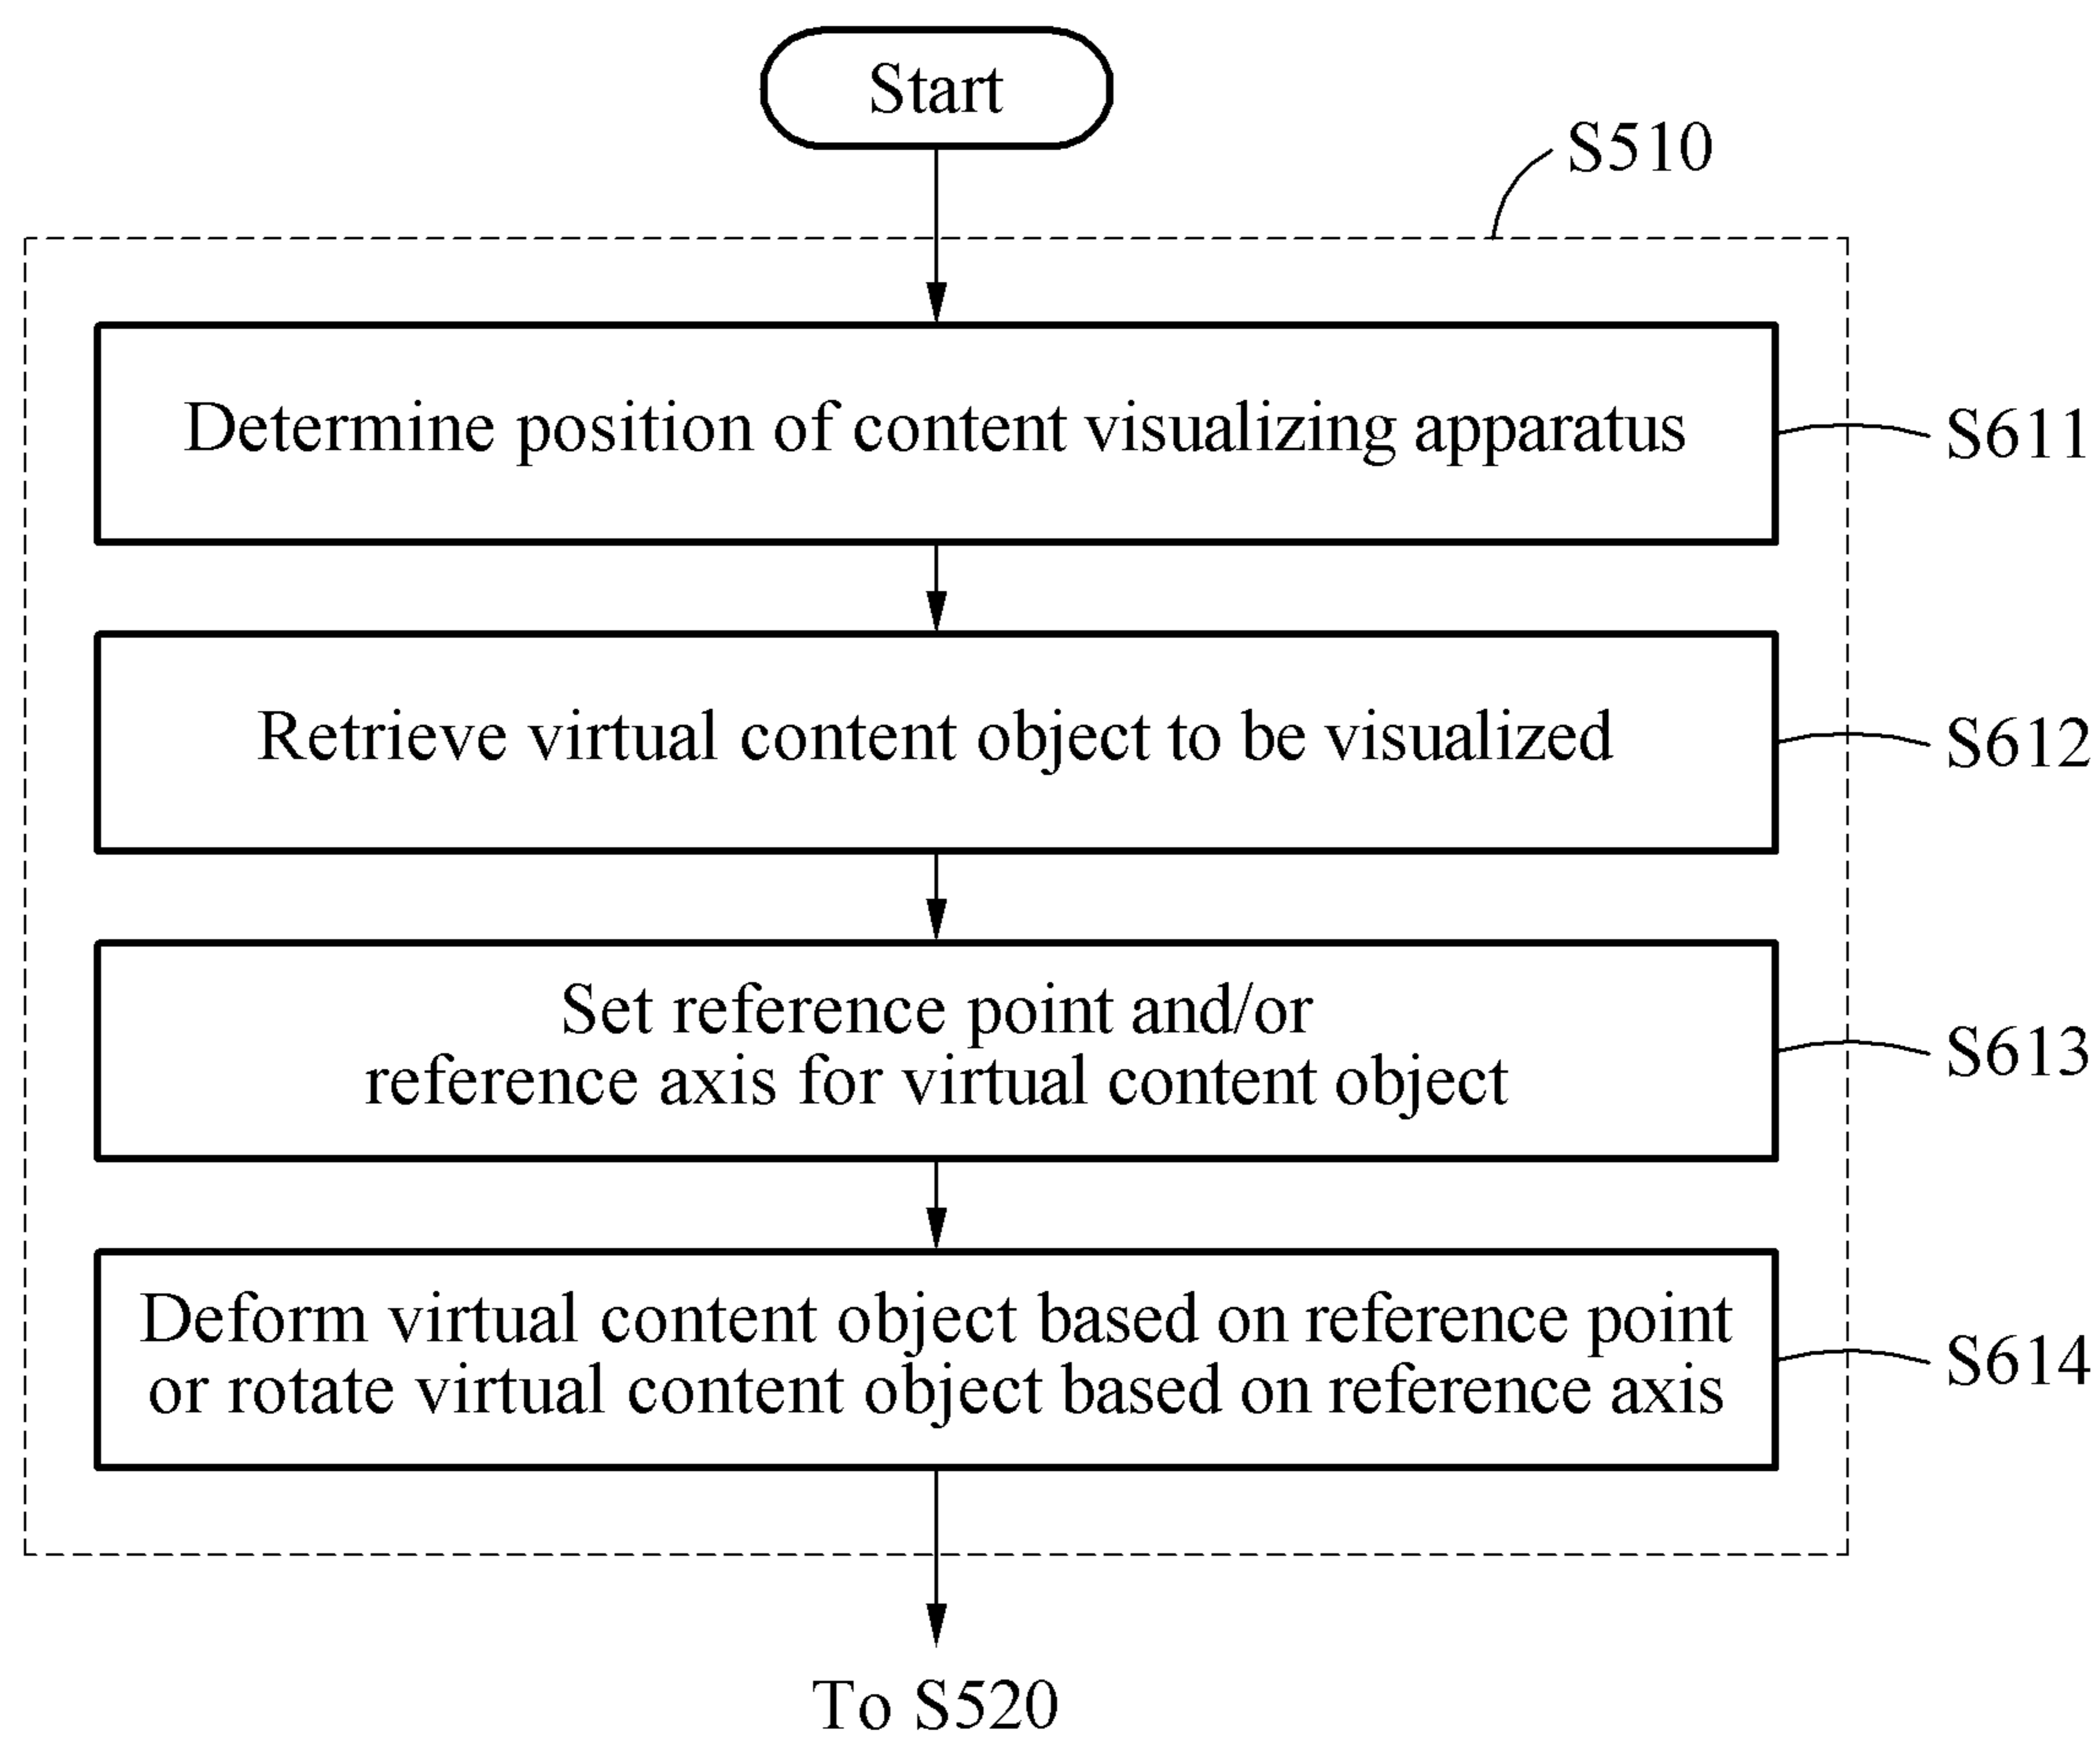 Start
S510
Determine position of content visualizing apparatus
S611
Retrieve virtual content object to be visualized
S612
Set reference point and/or
reference axis for virtual content object
S613
Deform virtual content object based on reference point
or rotate virtual content object based on reference axis
S614
To S520